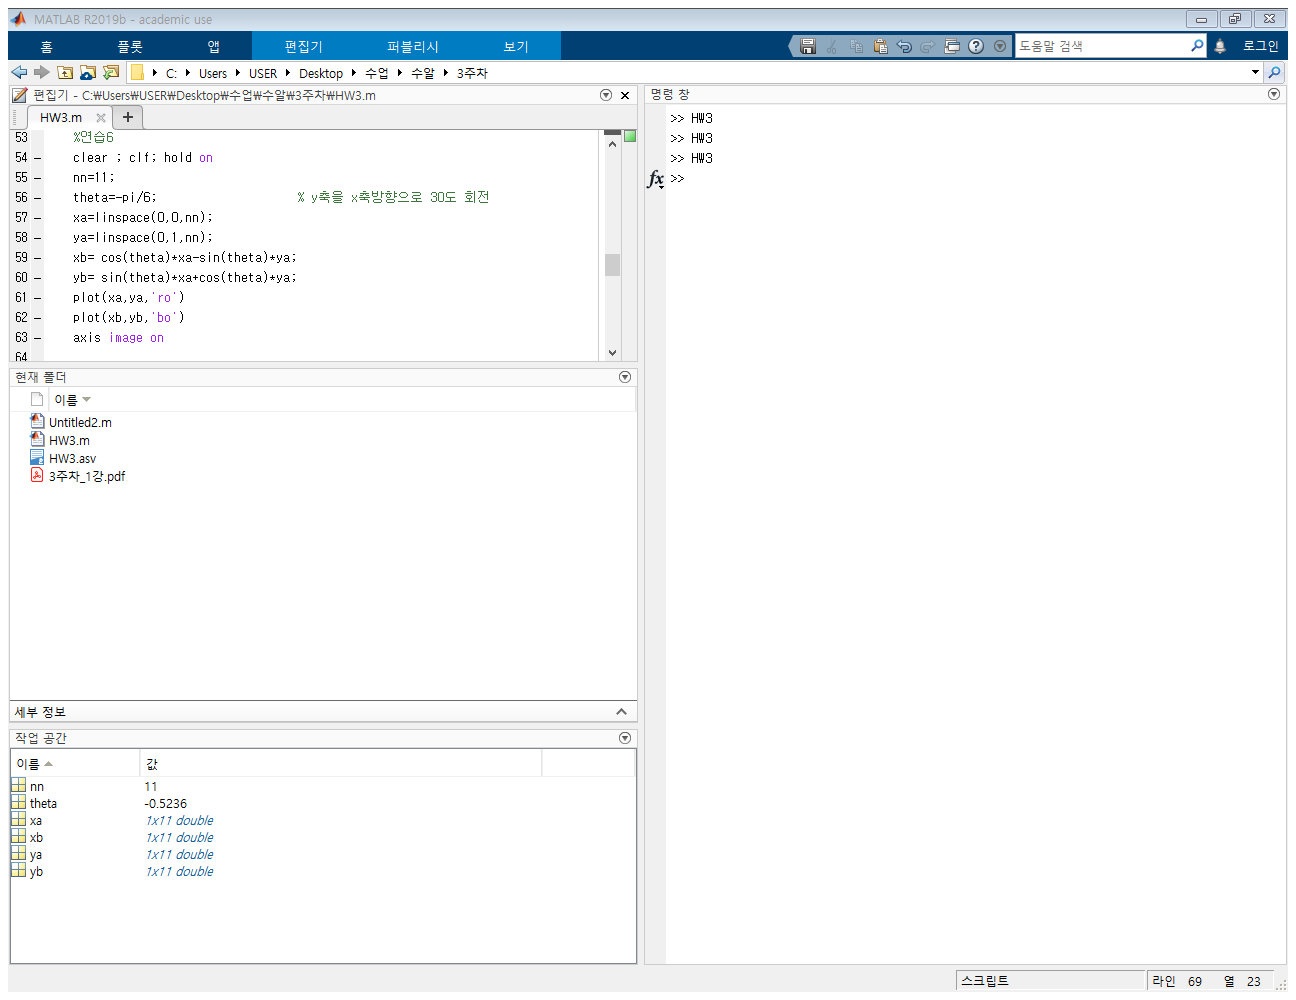 MATLAB R2019b - academic use
홈 플롯 앱 편집기 퍼블리시 보기 도움말 검색 로그인
C: Users USER Desktop 수업 수알 3주차
편집기 - C:₩Users₩USER₩Desktop₩수업₩수알₩3주차₩HW3.m
HW3.m
53 %연습6
54 – clear ; clf; hold on
55 – nn=11;
56 – theta=-pi/6; % y축을 x축방향으로 30도 회전
57 – xa=linspace(0,0,nn);
58 – ya=linspace(0,1,nn);
59 – xb= cos(theta)*xa-sin(theta)*ya;
60 – yb= sin(theta)*xa+cos(theta)*ya;
61 – plot(xa,ya,'ro')
62 – plot(xb,yb,'bo')
63 – axis image on
64
현재 폴더
이름
Untitled2.m
HW3.m
HW3.asv
3주차_1강.pdf
세부 정보
작업 공간
이름 값
nn 11
theta -0.5236
xa 1x11 double
xb 1x11 double
ya 1x11 double
yb 1x11 double
명령 창
>> HW3
>> HW3
>> HW3
fx >>
스크립트 라인 69 열 23